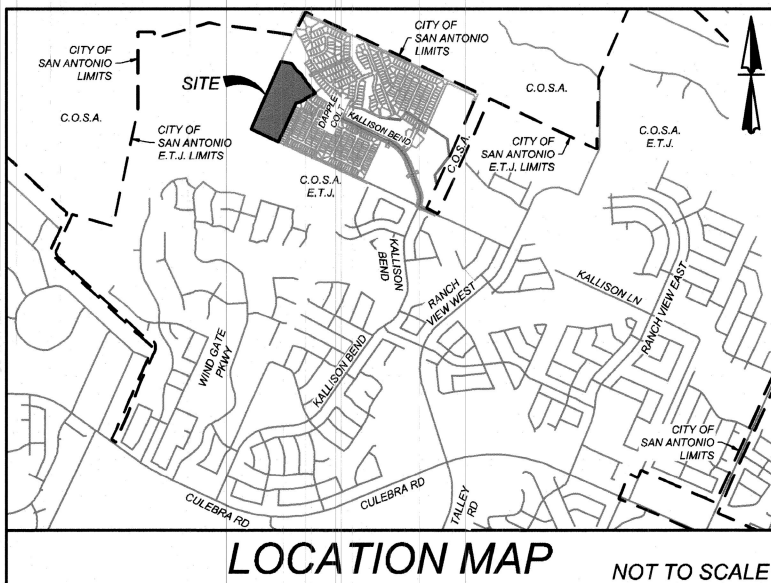 CITY OF
SAN ANTONIO
LIMITS
CITY OF
SAN ANTONIO
LIMITS
SITE
C.O.S.A.
C.O.S.A.
C.O.S.A.
E.T.J.
CITY OF
SAN ANTONIO
E.T.J. LIMITS
DAPPLE
COLT
KALLISON BEND
C.O.S.A.
CITY OF
SAN ANTONIO
E.T.J. LIMITS
C.O.S.A.
E.T.J.
KALLISON
BEND
RANCH
VIEW WEST
KALLISON LN
RANCH VIEW EAST
WIND GATE
PKWY
KALLISON BEND
CITY OF
SAN ANTONIO
LIMITS
CULEBRA RD
CULEBRA RD
TALLEY
RD
LOCATION MAP
NOT TO SCALE